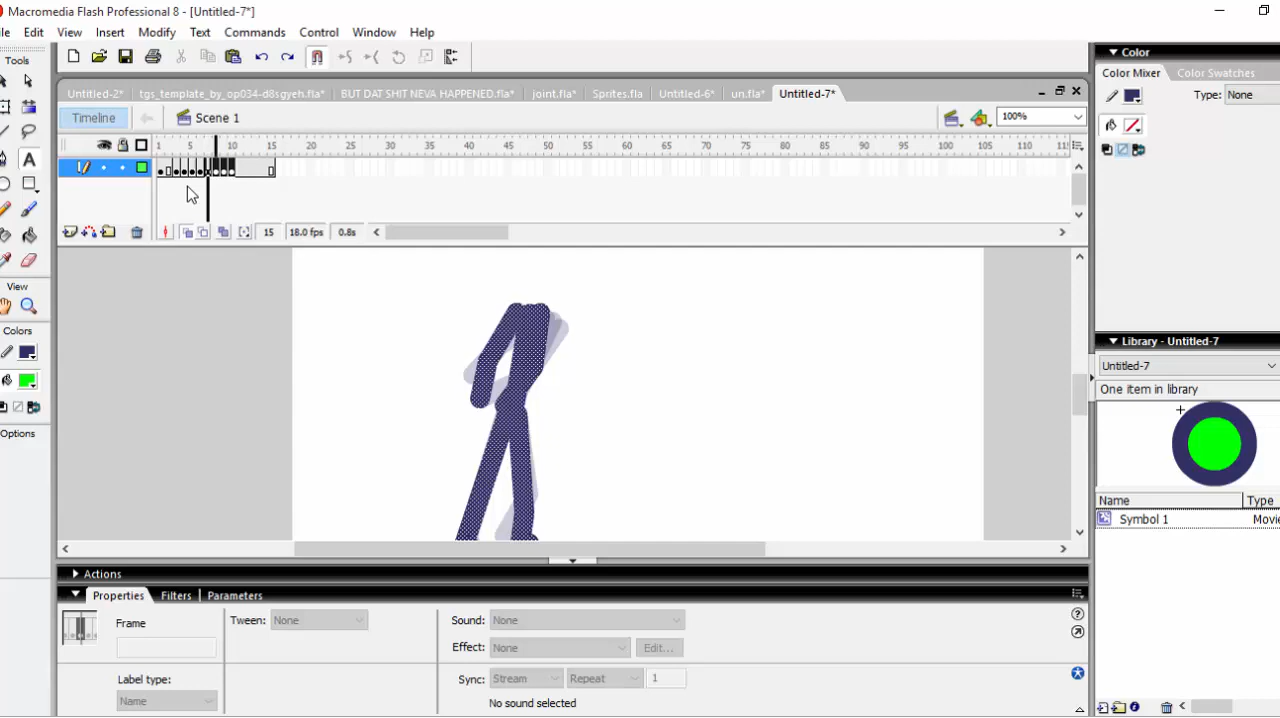 Macromedia Flash Professional 8 - [Untitled-7*]
ile Edit View Insert Modify Text Commands Control Window Help
Tools
Untitled-2* tgs_template_by_op034-d8sgyeh.fla* BUT DAT SHIT NEVA HAPPENED.fla* joint.fla* Sprites.fla Untitled-6* un.fla* Untitled-7*
Timeline Scene 1 100%
1 5 10 15 20 25 30 35 40 45 50 55 60 65 70 75 80 85 90 95 100 105 110 115
15 18.0 fps 0.8s
View
Colors
Options
Color
Color Mixer Color Swatches
Type: None
Library - Untitled-7
Untitled-7
One item in library
Name Type
Symbol 1 Movie
Actions
Properties Filters Parameters
Frame Tween: None Sound: None
Effect: None Edit...
Label type: Sync: Stream Repeat 1
Name No sound selected